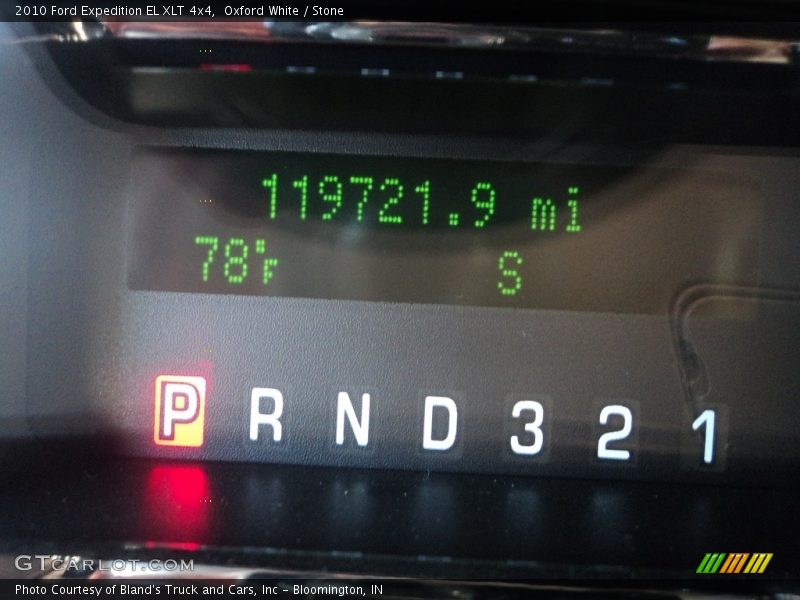 2010 Ford Expedition EL XLT 4x4, Oxford White / Stone
119721.9 mi
78°F S
P R N D 3 2 1
GTCARLOT.COM
Photo Courtesy of Bland's Truck and Cars, Inc - Bloomington, IN